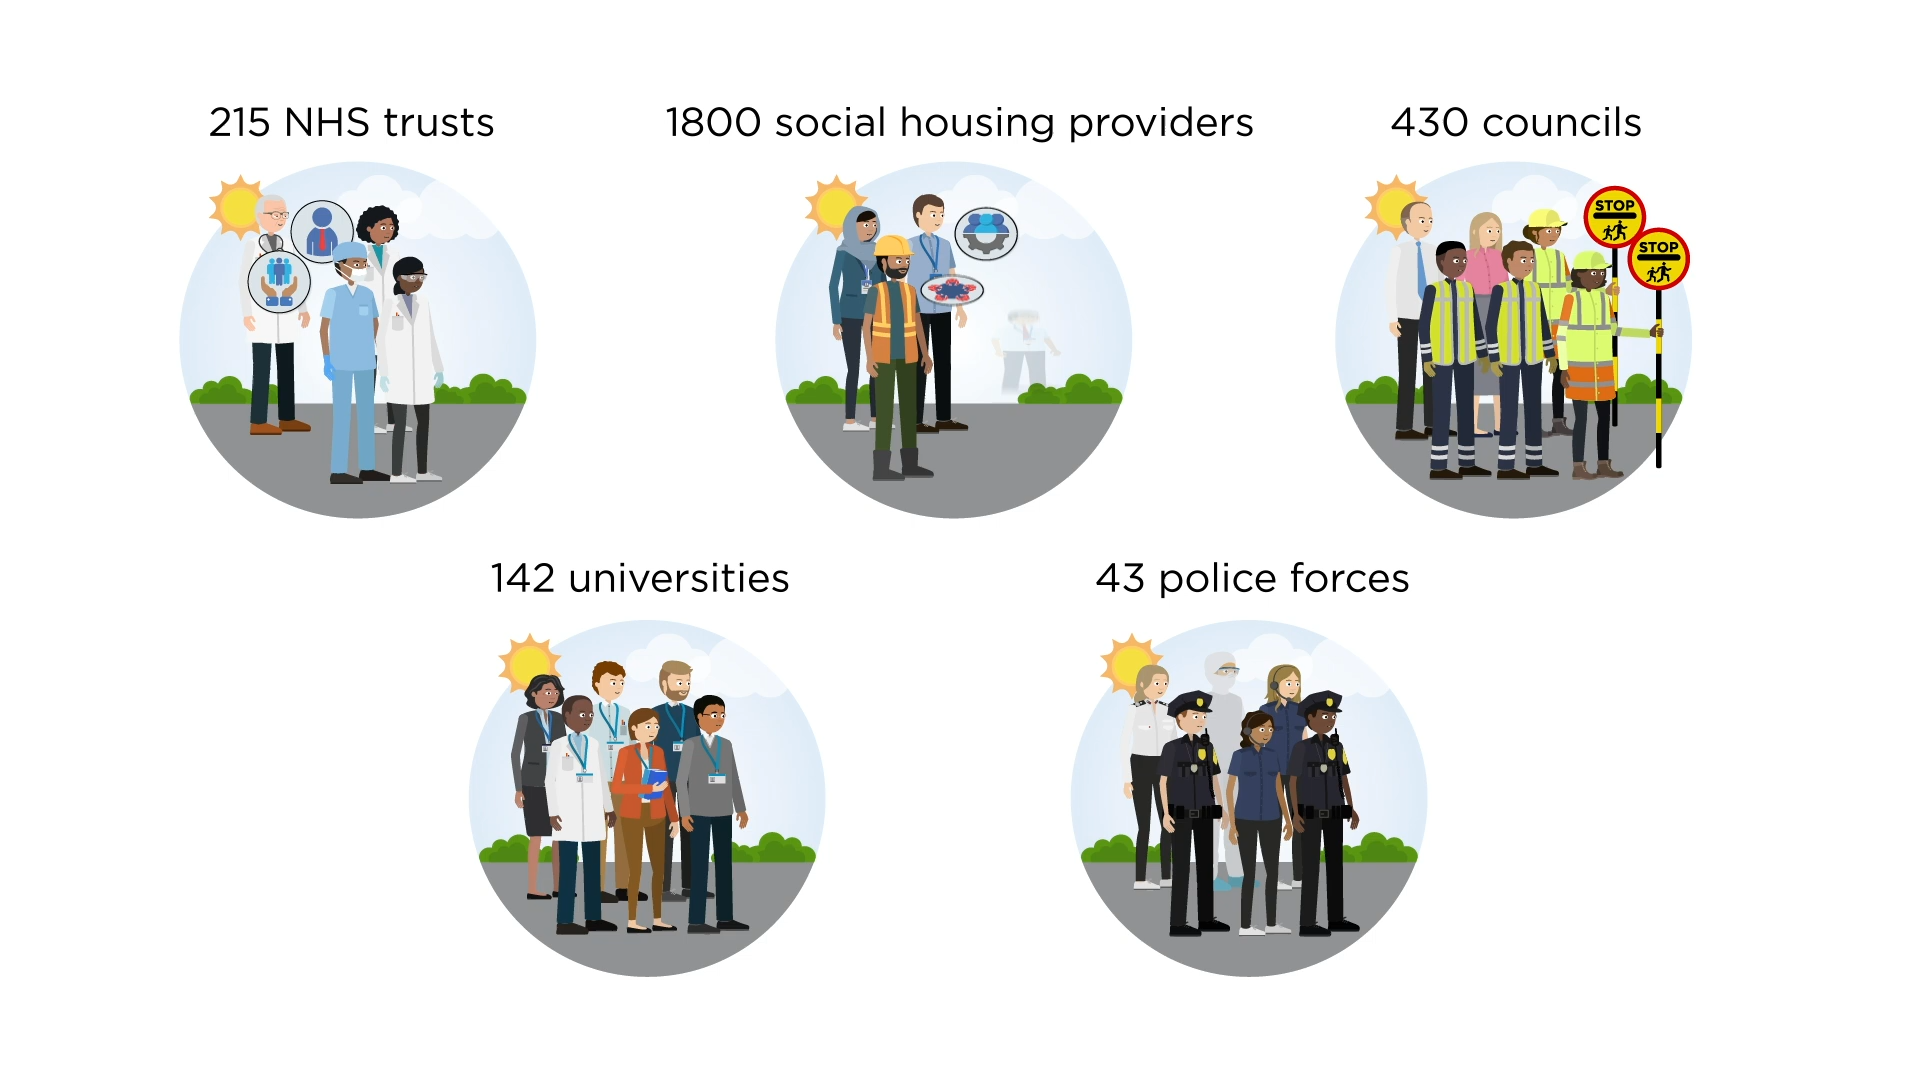 215 NHS trusts
1800 social housing providers
430 councils
STOP
STOP
142 universities
43 police forces